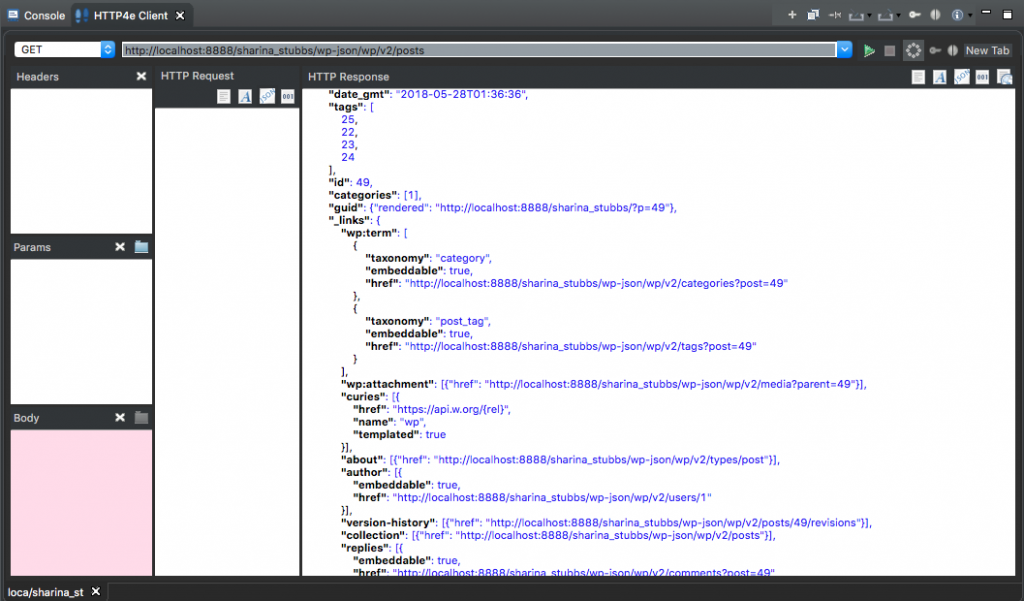 Console
HTTP4e Client
GET
http://localhost:8888/sharina_stubbs/wp-json/wp/v2/posts
New Tab
Headers
HTTP Request
HTTP Response
"date_gmt": "2018-05-28T01:36:36",
"tags": [
25,
22,
23,
24
],
"id": 49,
"categories": [1],
"guid": {"rendered": "http://localhost:8888/sharina_stubbs/?p=49"},
"_links": {
"wp:term": [
{
"taxonomy": "category",
"embeddable": true,
"href": "http://localhost:8888/sharina_stubbs/wp-json/wp/v2/categories?post=49"
},
{
"taxonomy": "post_tag",
"embeddable": true,
"href": "http://localhost:8888/sharina_stubbs/wp-json/wp/v2/tags?post=49"
}
],
"wp:attachment": [{"href": "http://localhost:8888/sharina_stubbs/wp-json/wp/v2/media?parent=49"}],
"curies": [{
"href": "https://api.w.org/{rel}",
"name": "wp",
"templated": true
}],
"about": [{"href": "http://localhost:8888/sharina_stubbs/wp-json/wp/v2/types/post"}],
"author": [{
"embeddable": true,
"href": "http://localhost:8888/sharina_stubbs/wp-json/wp/v2/users/1"
}],
"version-history": [{"href": "http://localhost:8888/sharina_stubbs/wp-json/wp/v2/posts/49/revisions"}],
"collection": [{"href": "http://localhost:8888/sharina_stubbs/wp-json/wp/v2/posts"}],
"replies": [{
"embeddable": true,
"href": "http://localhost:8888/sharina_stubbs/wp-json/wp/v2/comments?post=49"
Params
Body
loca/sharina_st